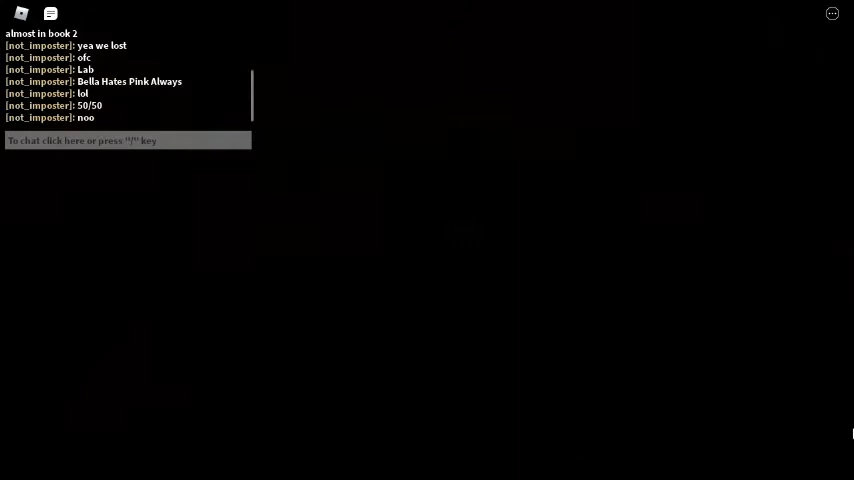 almost in book 2
[not_imposter]: yea we lost
[not_imposter]: ofc
[not_imposter]: Lab
[not_imposter]: Bella Hates Pink Always
[not_imposter]: lol
[not_imposter]: 50/50
[not_imposter]: noo
To chat click here or press "/" key